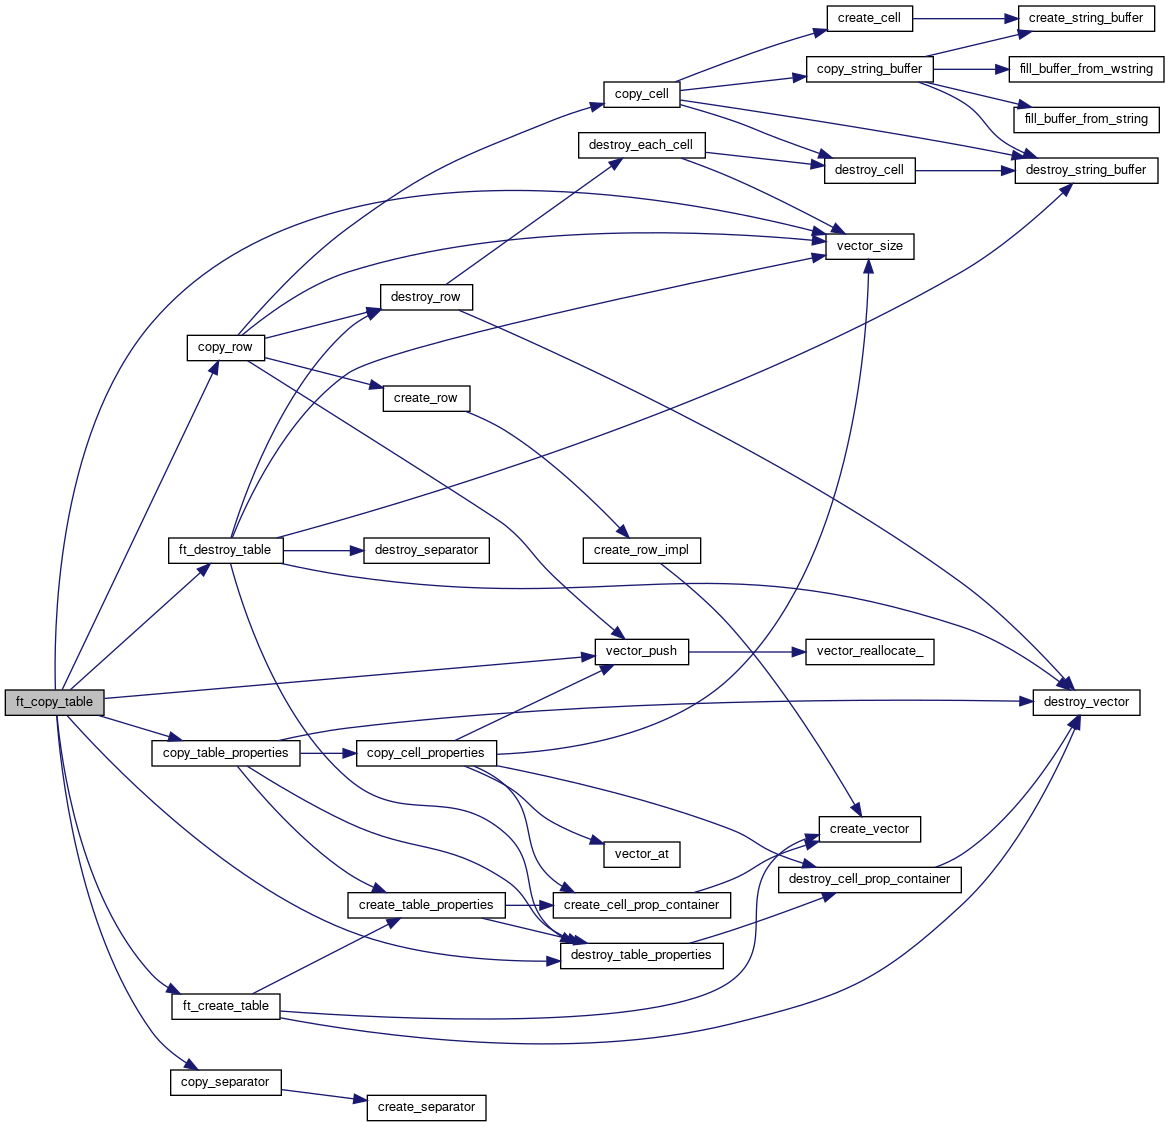 create_cell
create_string_buffer
copy_string_buffer
fill_buffer_from_wstring
copy_cell
fill_buffer_from_string
destroy_each_cell
destroy_cell
destroy_string_buffer
vector_size
destroy_row
copy_row
create_row
ft_destroy_table
destroy_separator
create_row_impl
vector_push
vector_reallocate_
ft_copy_table
destroy_vector
copy_table_properties
copy_cell_properties
create_vector
vector_at
destroy_cell_prop_container
create_table_properties
create_cell_prop_container
destroy_table_properties
ft_create_table
copy_separator
create_separator